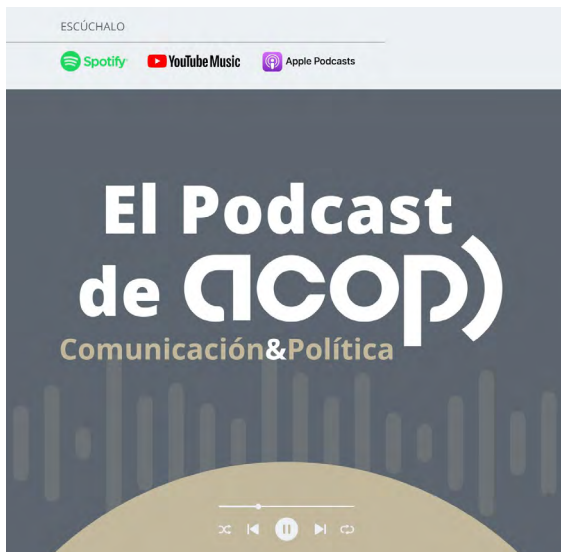 ESCÚCHALO
Spotify YouTube Music Apple Podcasts
El Podcast
de acop
Comunicación&Política